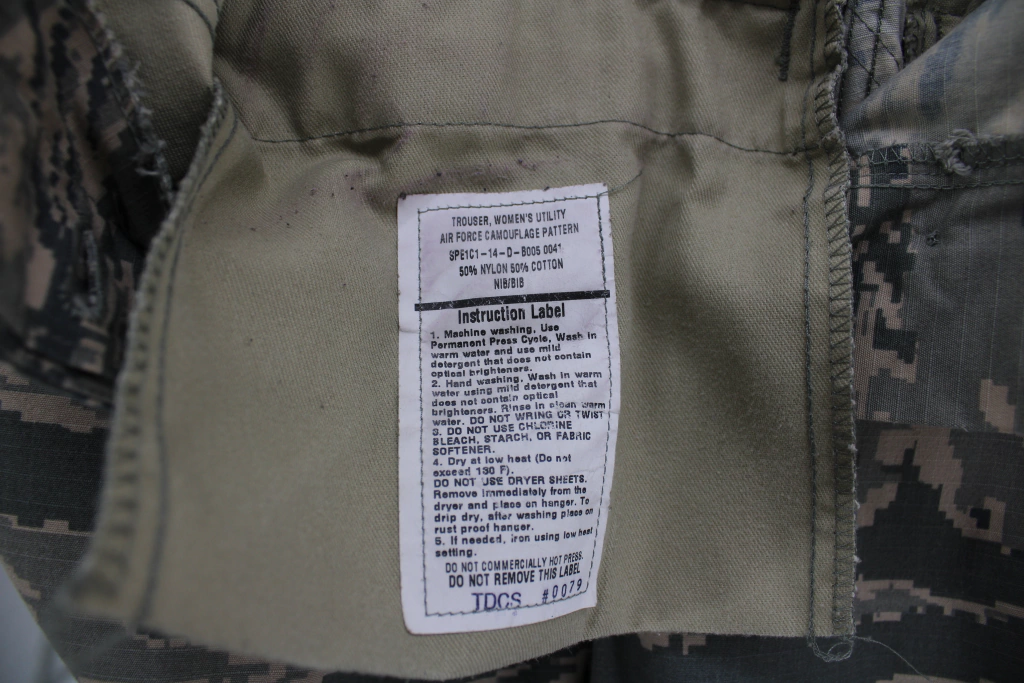 TROUSER, WOMEN'S UTILITY
AIR FORCE CAMOUFLAGE PATTERN
SPE1C1-14-D-B005 0041
50% NYLON 50% COTTON
NIB/BIB
Instruction Label
1. Machine washing, Use
Permanent Press Cycle, Wash in
warm water and use mild
detergent that does not contain
optical brighteners.
2. Hand washing, Wash in warm
water using mild detergent that
does not contain optical
brighteners. Rinse in clean warm
water. DO NOT WRING OR TWIST
3. DO NOT USE CHLORINE
BLEACH, STARCH, OR FABRIC
SOFTENER.
4. Dry at low heat (Do not
exceed 130 F).
DO NOT USE DRYER SHEETS.
Remove immediately from the
dryer and place on hanger. To
drip dry, after washing place on
rust proof hanger.
5. If needed, iron using low heat
setting.
DO NOT COMMERCIALLY HOT PRESS.
DO NOT REMOVE THIS LABEL
IDCS #0079